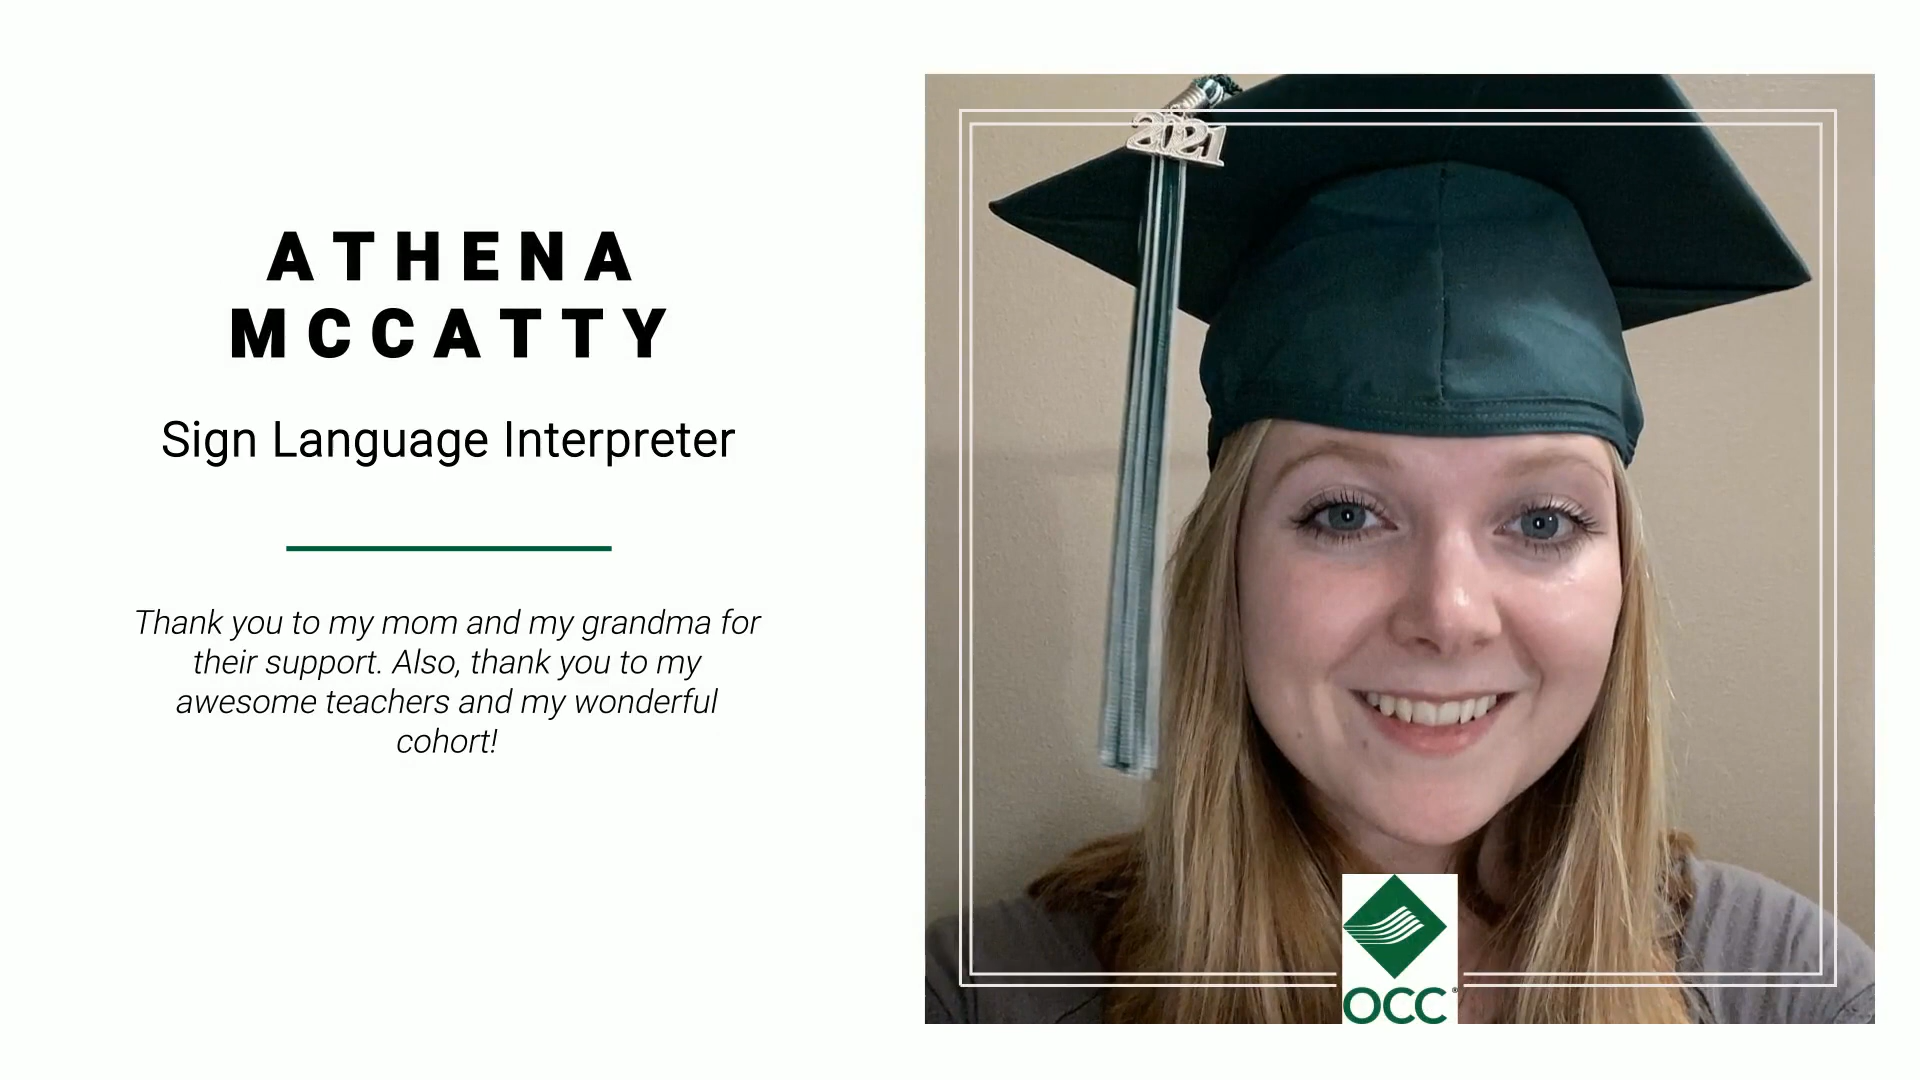 ATHENA
MCCATTY
Sign Language Interpreter
Thank you to my mom and my grandma for
their support. Also, thank you to my
awesome teachers and my wonderful
cohort!
2021
OCC®